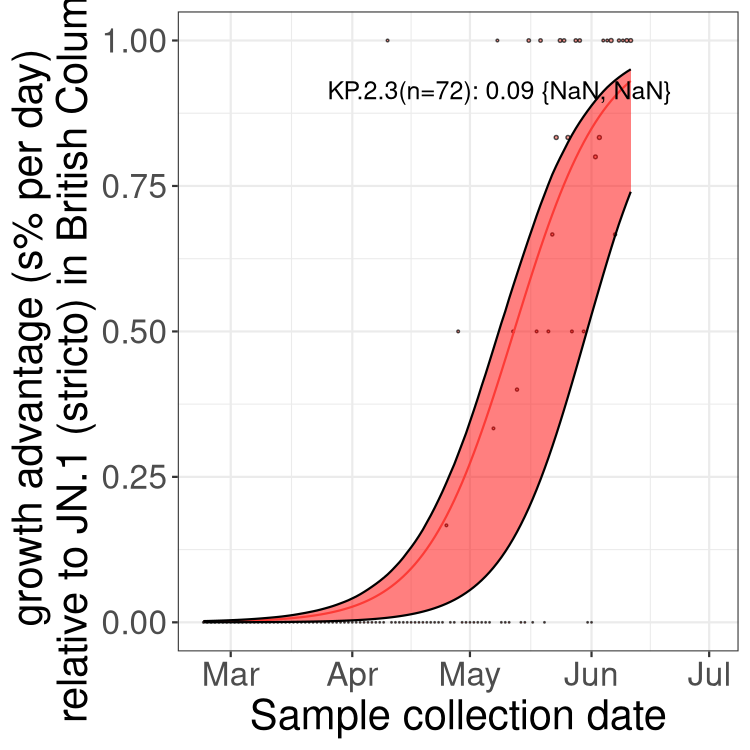 growth advantage (s% per day)
relative to JN.1 (stricto) in British Colum
1.00
0.75
0.50
0.25
0.00
KP.2.3(n=72): 0.09 {NaN, NaN}
Mar Apr May Jun Jul
Sample collection date